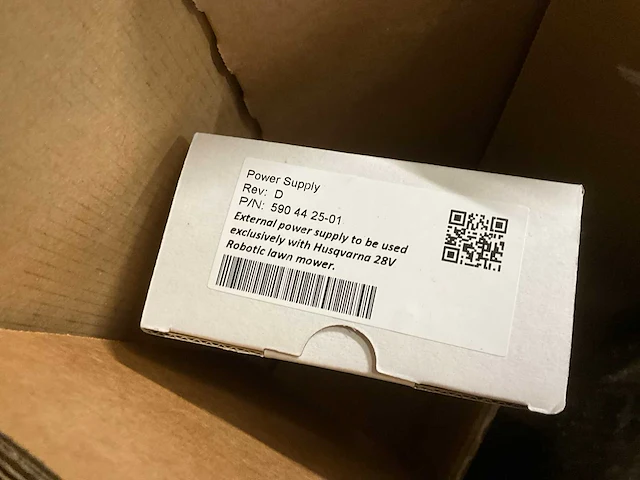 Power Supply
Rev: D
P/N: 590 44 25-01
External power supply to be used
exclusively with Husqvarna 28V
Robotic lawn mower.